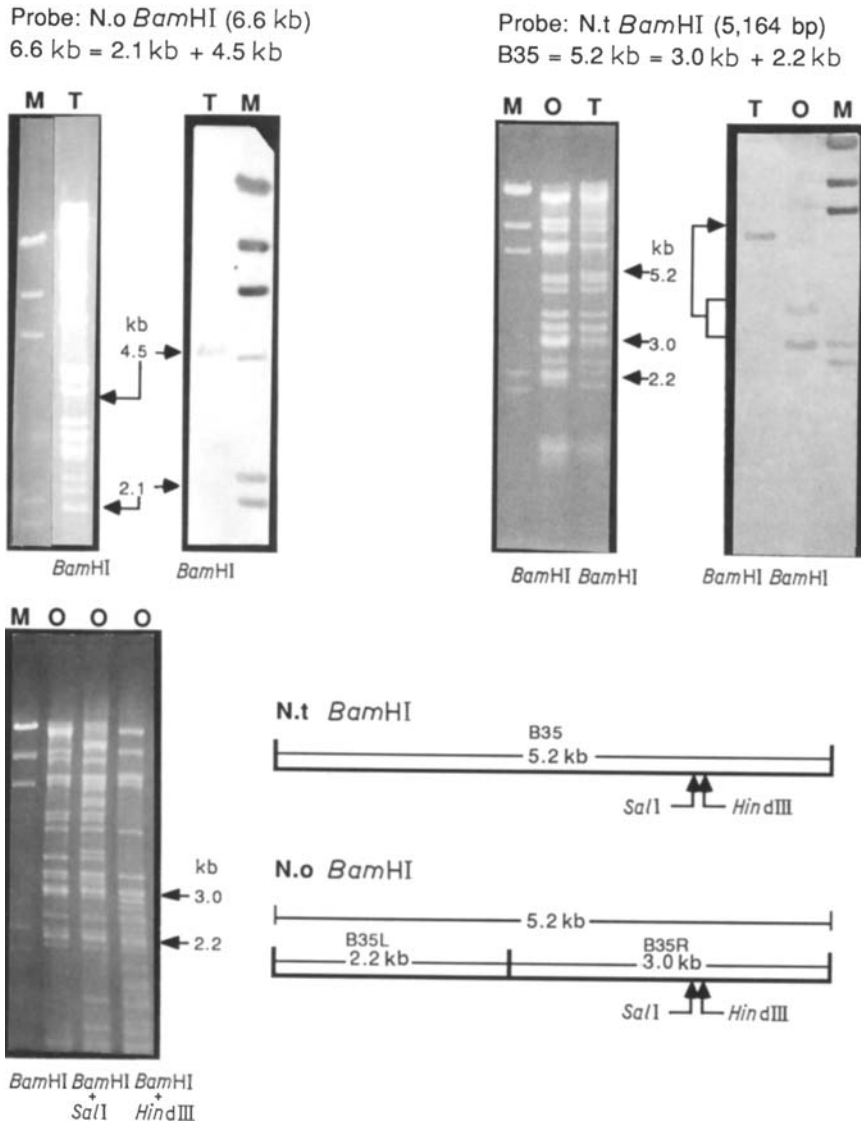 Probe: N.o BamHI (6.6 kb)
6.6 kb = 2.1 kb + 4.5 kb
M T
T M
kb
4.5
2.1
BamHI
BamHI
Probe: N.t BamHI (5,164 bp)
B35 = 5.2 kb = 3.0 kb + 2.2 kb
M O T
T O M
kb
5.2
3.0
2.2
BamHI BamHI
BamHI BamHI
M O O O
kb
3.0
2.2
BamHI BamHI BamHI
+ +
SalI HindIII
N.t BamHI
B35
5.2 kb
SalI HindIII
N.o BamHI
5.2 kb
B35L B35R
2.2 kb 3.0 kb
SalI HindIII